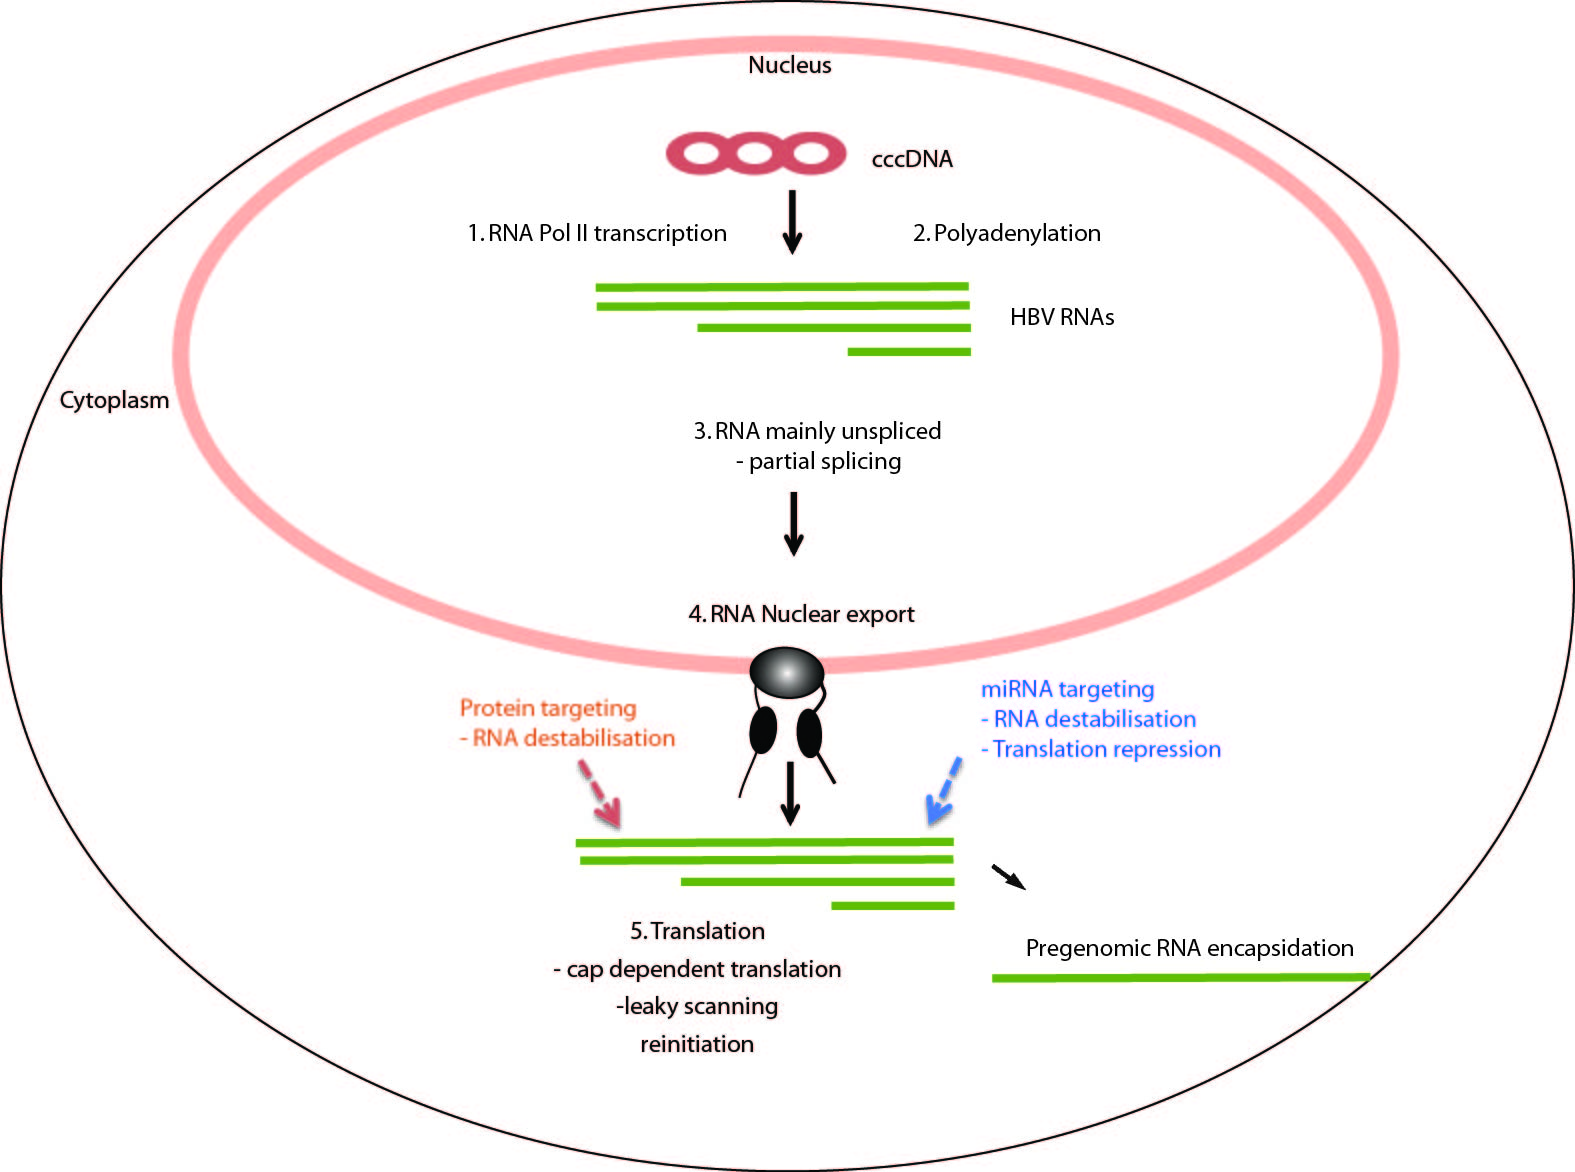 Nucleus
cccDNA
1. RNA Pol II transcription
2. Polyadenylation
HBV RNAs
Cytoplasm
3. RNA mainly unspliced
- partial splicing
4. RNA Nuclear export
Protein targeting
- RNA destabilisation
miRNA targeting
- RNA destabilisation
- Translation repression
5. Translation
- cap dependent translation
-leaky scanning
reinitiation
Pregenomic RNA encapsidation